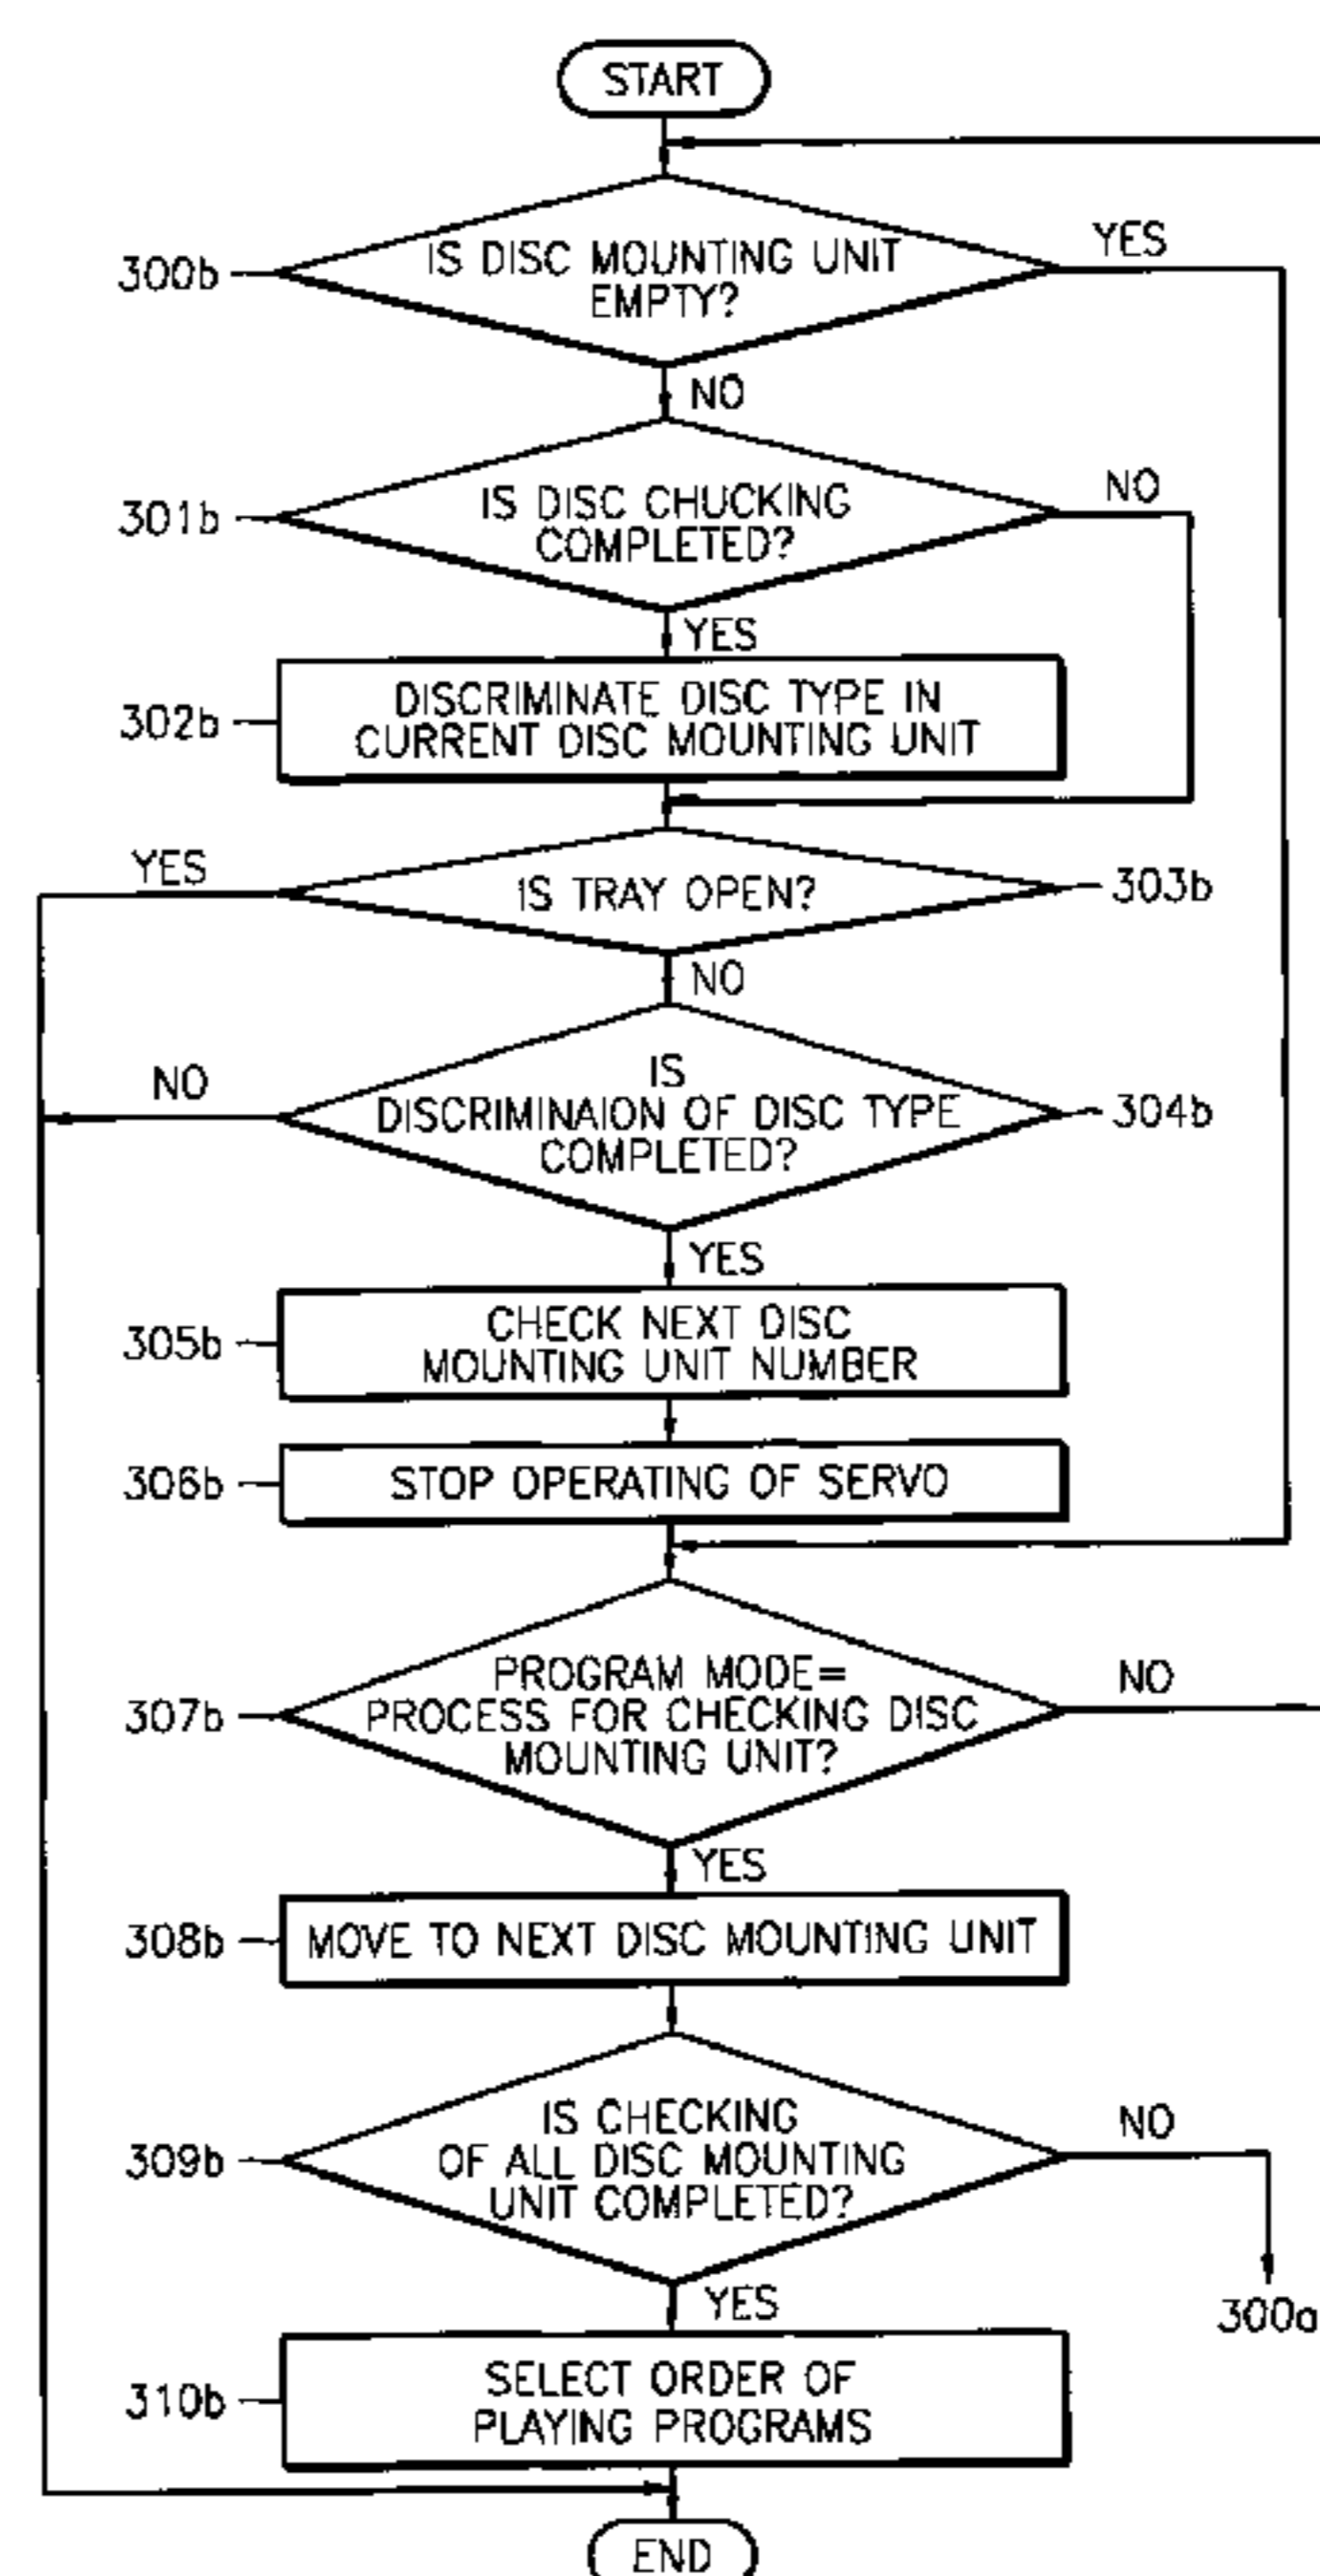 START
IS DISC MOUNTING UNIT
EMPTY?
YES
300b
NO
IS DISC CHUCKING
COMPLETED?
NO
301b
YES
DISCRIMINATE DISC TYPE IN
CURRENT DISC MOUNTING UNIT
302b
YES
IS TRAY OPEN?
303b
NO
IS
DISCRIMINAION OF DISC TYPE
COMPLETED?
NO
304b
YES
CHECK NEXT DISC
MOUNTING UNIT NUMBER
305b
STOP OPERATING OF SERVO
306b
PROGRAM MODE=
PROCESS FOR CHECKING DISC
MOUNTING UNIT?
NO
307b
YES
MOVE TO NEXT DISC MOUNTING UNIT
308b
IS CHECKING
OF ALL DISC MOUNTING
UNIT COMPLETED?
NO
309b
300a
YES
SELECT ORDER OF
PLAYING PROGRAMS
310b
END